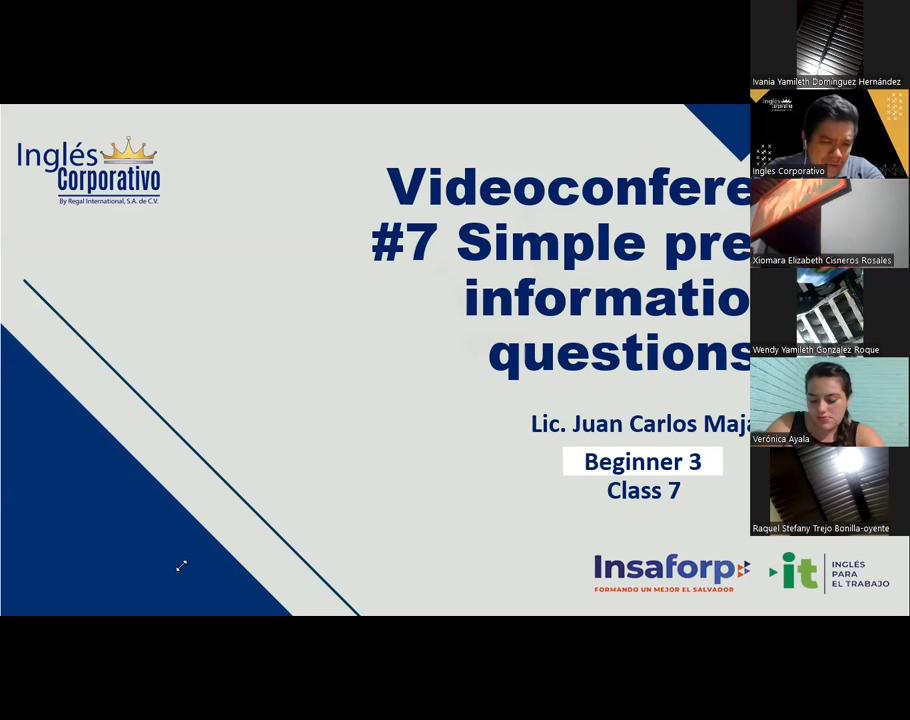 Inglés
Corporativo
By Regal International, S.A. de C.V.
Videoconfere
#7 Simple pre
informatio
questions
Lic. Juan Carlos Maja
Beginner 3
Class 7
Insaforp
FORMANDO UN MEJOR EL SALVADOR
it
INGLÉS
PARA
EL TRABAJO
Ivania Yamileth Domínguez Hernández
Ingles Corporativo
Xiomara Elizabeth Cisneros Rosales
Wendy Yamileth Gonzalez Roque
Verónica Ayala
Raquel Stefany Trejo Bonilla-oyente